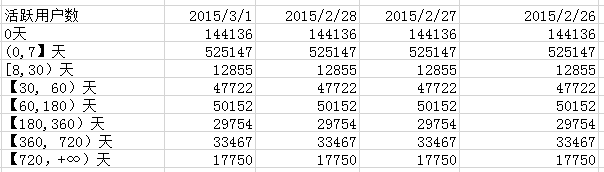 活跃用户数 2015/3/1 2015/2/28 2015/2/27 2015/2/26
0天 144136 144136 144136 144136
(0,7】天 525147 525147 525147 525147
[8,30）天 12855 12855 12855 12855
【30, 60）天 47722 47722 47722 47722
【60,180）天 50152 50152 50152 50152
【180,360）天 29754 29754 29754 29754
【360, 720）天 33467 33467 33467 33467
【720，+∞）天 17750 17750 17750 17750